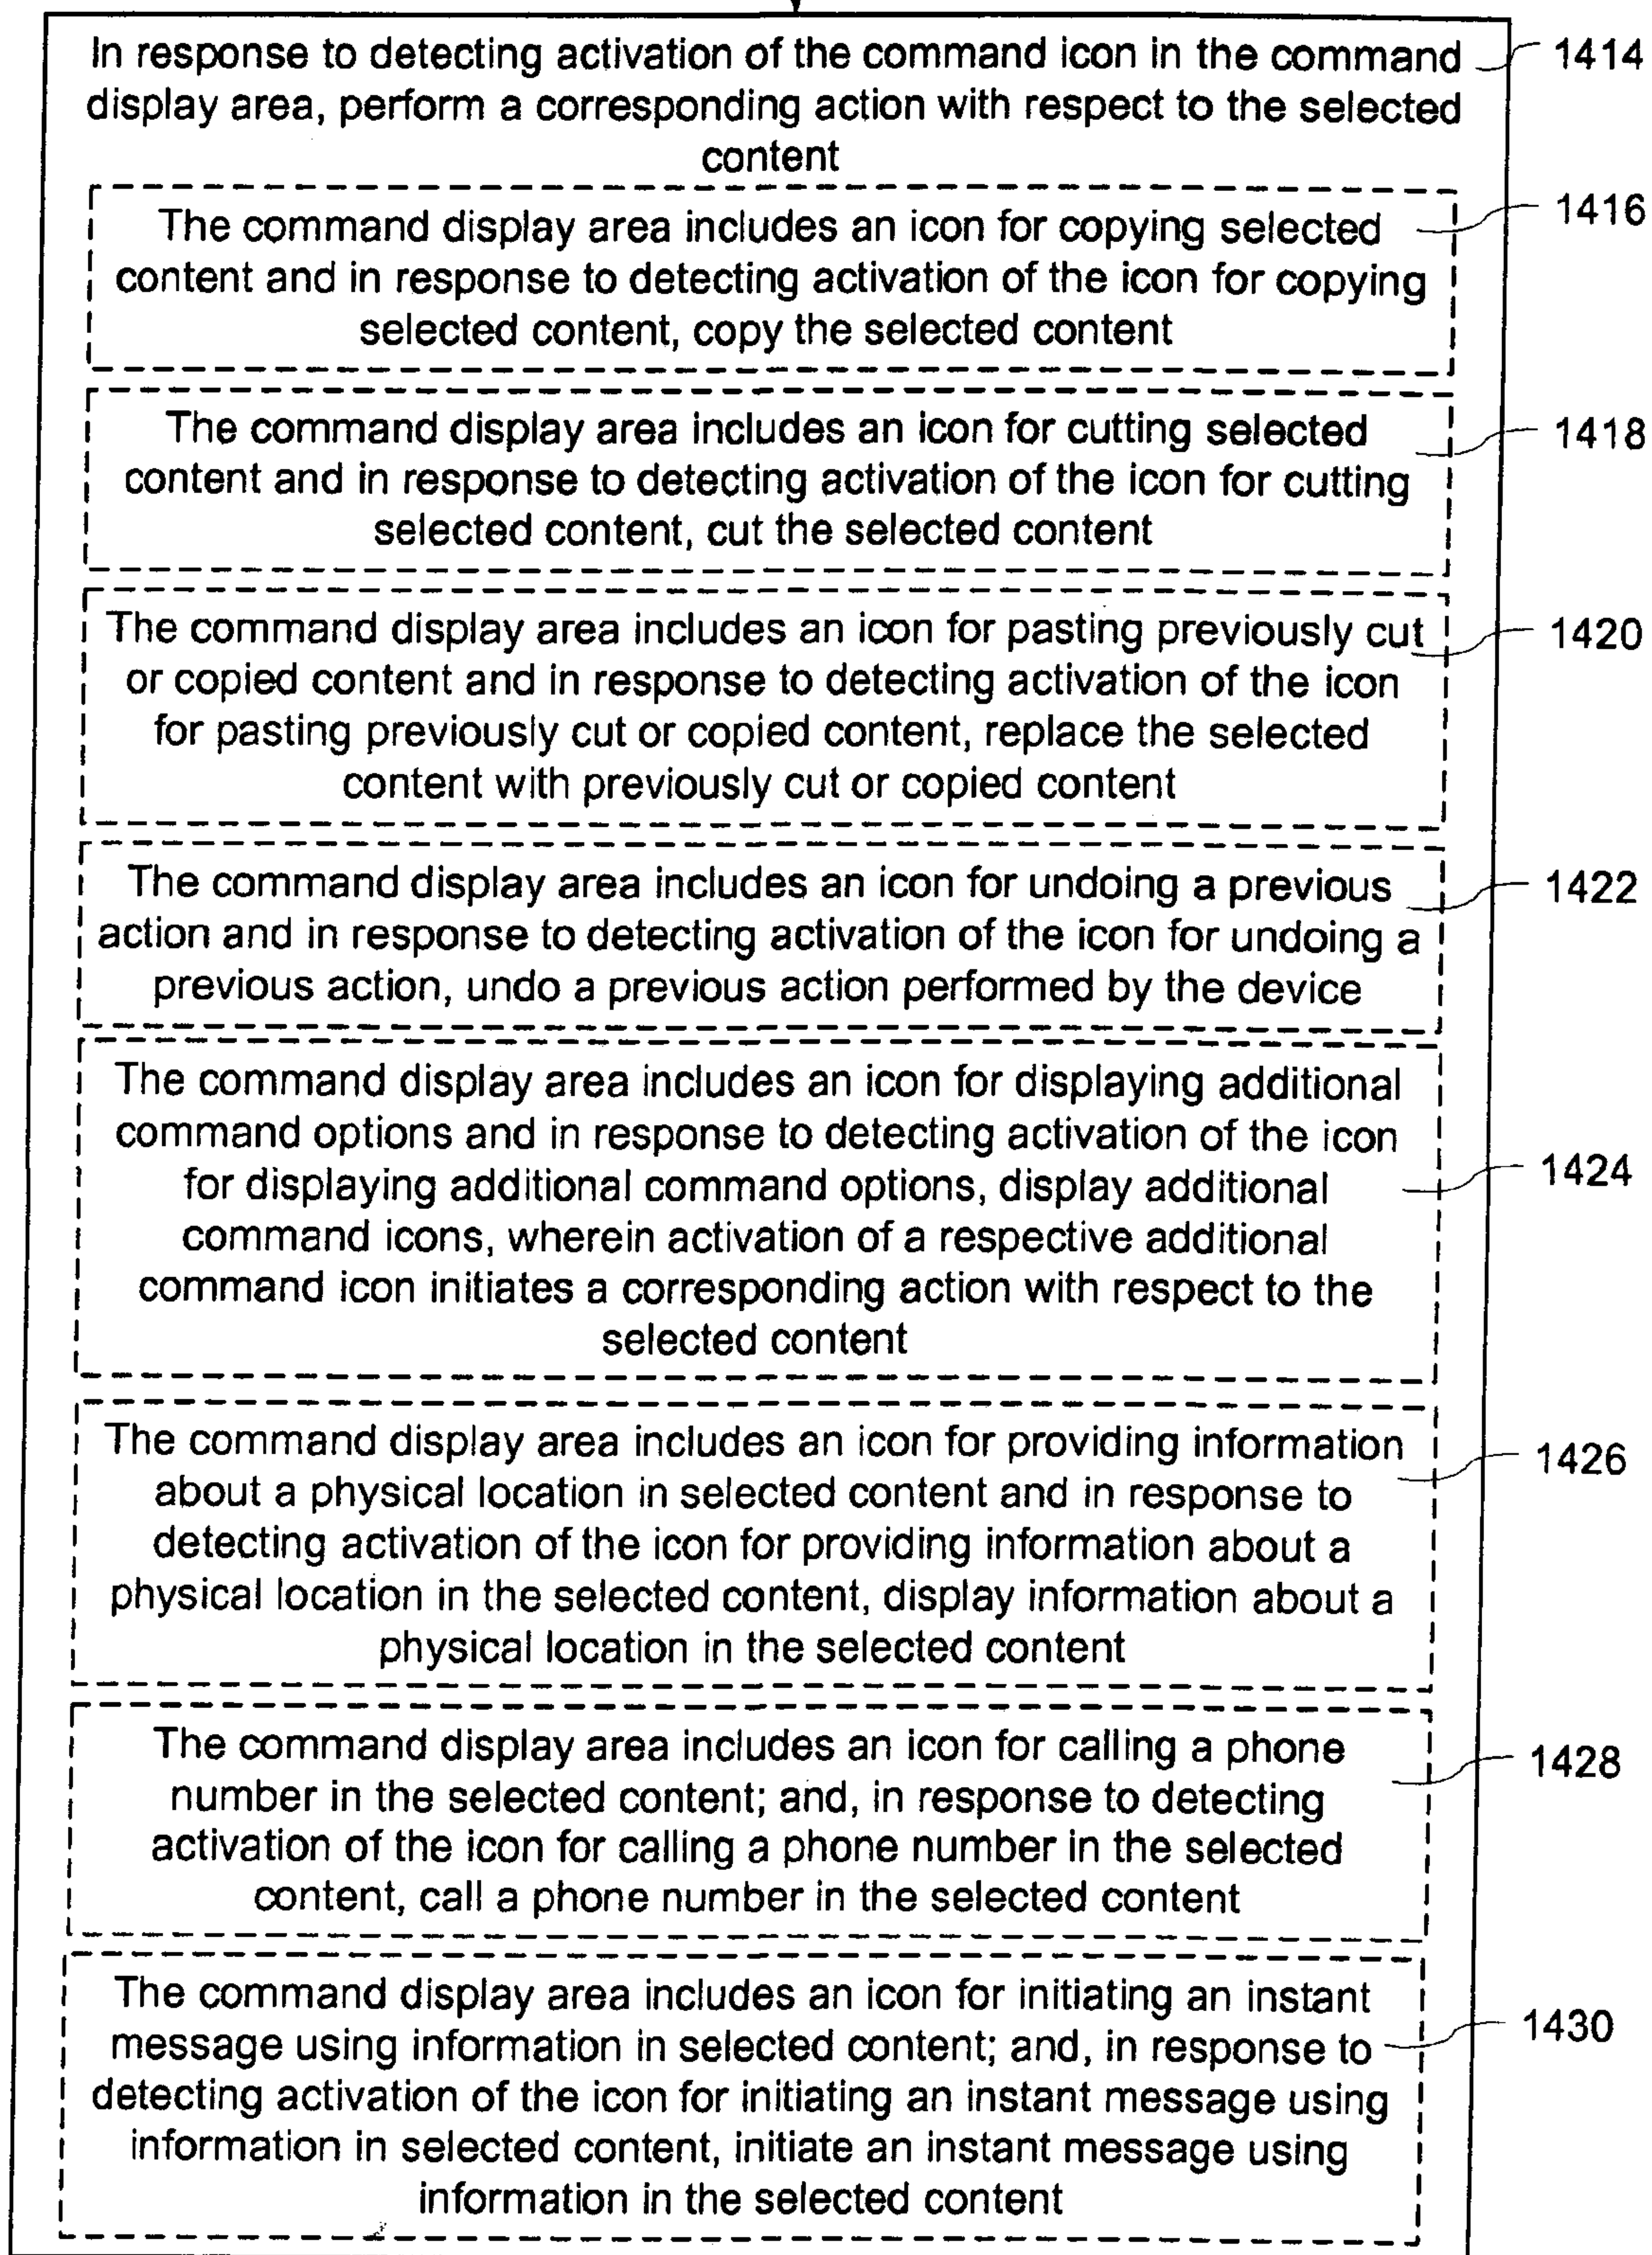 In response to detecting activation of the command icon in the command 1414
display area, perform a corresponding action with respect to the selected
content
The command display area includes an icon for copying selected 1416
content and in response to detecting activation of the icon for copying
selected content, copy the selected content
The command display area includes an icon for cutting selected 1418
content and in response to detecting activation of the icon for cutting
selected content, cut the selected content
The command display area includes an icon for pasting previously cut 1420
or copied content and in response to detecting activation of the icon
for pasting previously cut or copied content, replace the selected
content with previously cut or copied content
The command display area includes an icon for undoing a previous 1422
action and in response to detecting activation of the icon for undoing a
previous action, undo a previous action performed by the device
The command display area includes an icon for displaying additional
command options and in response to detecting activation of the icon
for displaying additional command options, display additional 1424
command icons, wherein activation of a respective additional
command icon initiates a corresponding action with respect to the
selected content
The command display area includes an icon for providing information 1426
about a physical location in selected content and in response to
detecting activation of the icon for providing information about a
physical location in the selected content, display information about a
physical location in the selected content
The command display area includes an icon for calling a phone 1428
number in the selected content; and, in response to detecting
activation of the icon for calling a phone number in the selected
content, call a phone number in the selected content
The command display area includes an icon for initiating an instant
message using information in selected content; and, in response to 1430
detecting activation of the icon for initiating an instant message using
information in selected content, initiate an instant message using
information in the selected content